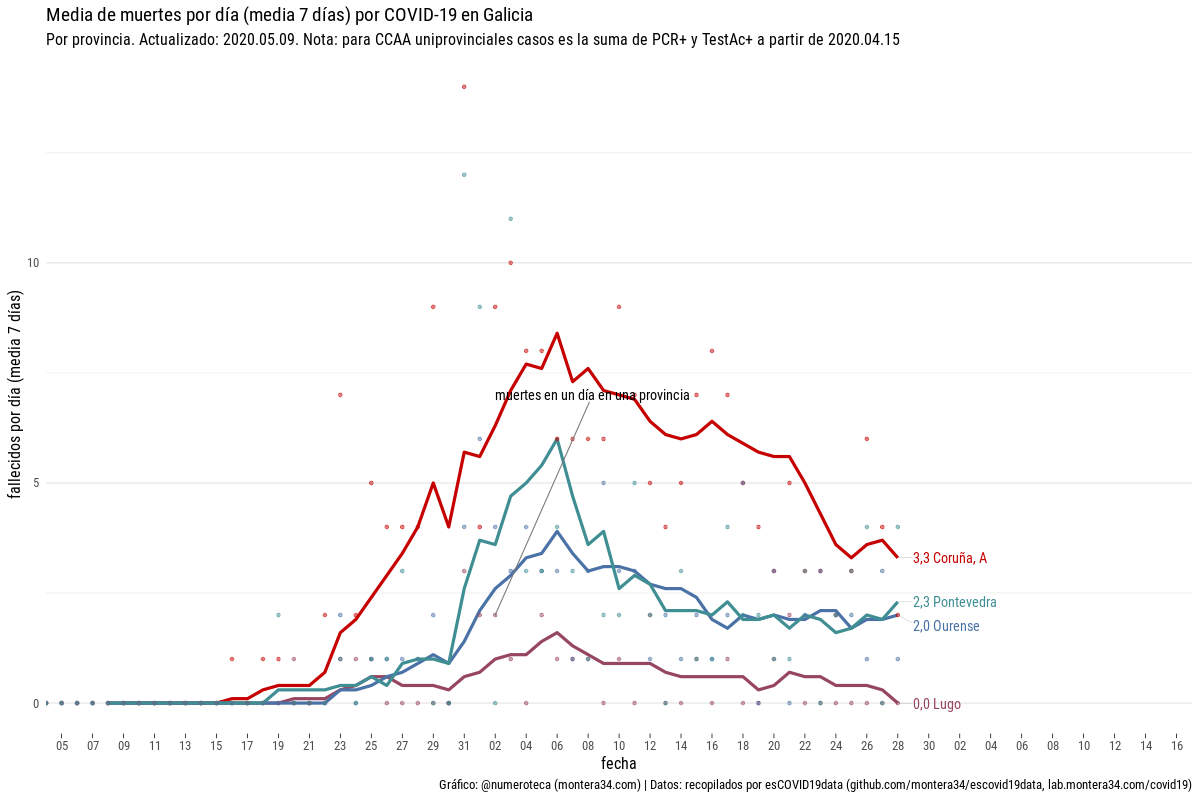 Media de muertes por día (media 7 días) por COVID-19 en Galicia
Por provincia. Actualizado: 2020.05.09. Nota: para CCAA uniprovinciales casos es la suma de PCR+ y TestAc+ a partir de 2020.04.15
fallecidos por día (media 7 días)
10
5
0
muertes en un día en una provincia
3,3 Coruña, A
2,3 Pontevedra
2,0 Ourense
0,0 Lugo
05 07 09 11 13 15 17 19 21 23 25 27 29 31 02 04 06 08 10 12 14 16 18 20 22 24 26 28 30 02 04 06 08 10 12 14 16
fecha
Gráfico: @numeroteca (montera34.com) | Datos: recopilados por esCOVID19data (github.com/montera34/escovid19data, lab.montera34.com/covid19)